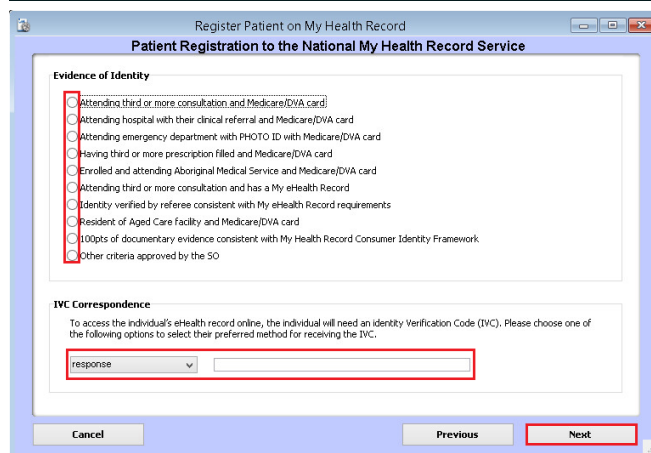 Register Patient on My Health Record
Patient Registration to the National My Health Record Service
Evidence of Identity
Attending third or more consultation and Medicare/DVA card
Attending hospital with their clinical referral and Medicare/DVA card
Attending emergency department with PHOTO ID with Medicare/DVA card
Having third or more prescription filled and Medicare/DVA card
Enrolled and attending Aboriginal Medical Service and Medicare/DVA card
Attending third or more consultation and has a My eHealth Record
Identity verified by referee consistent with My eHealth Record requirements
Resident of Aged Care facility and Medicare/DVA card
100pts of documentary evidence consistent with My Health Record Consumer Identity Framework
Other criteria approved by the SO
IVC Correspondence
To access the individual's eHealth record online, the individual will need an identity Verification Code (IVC). Please choose one of
the following options to select their preferred method for receiving the IVC.
response
Cancel Previous Next